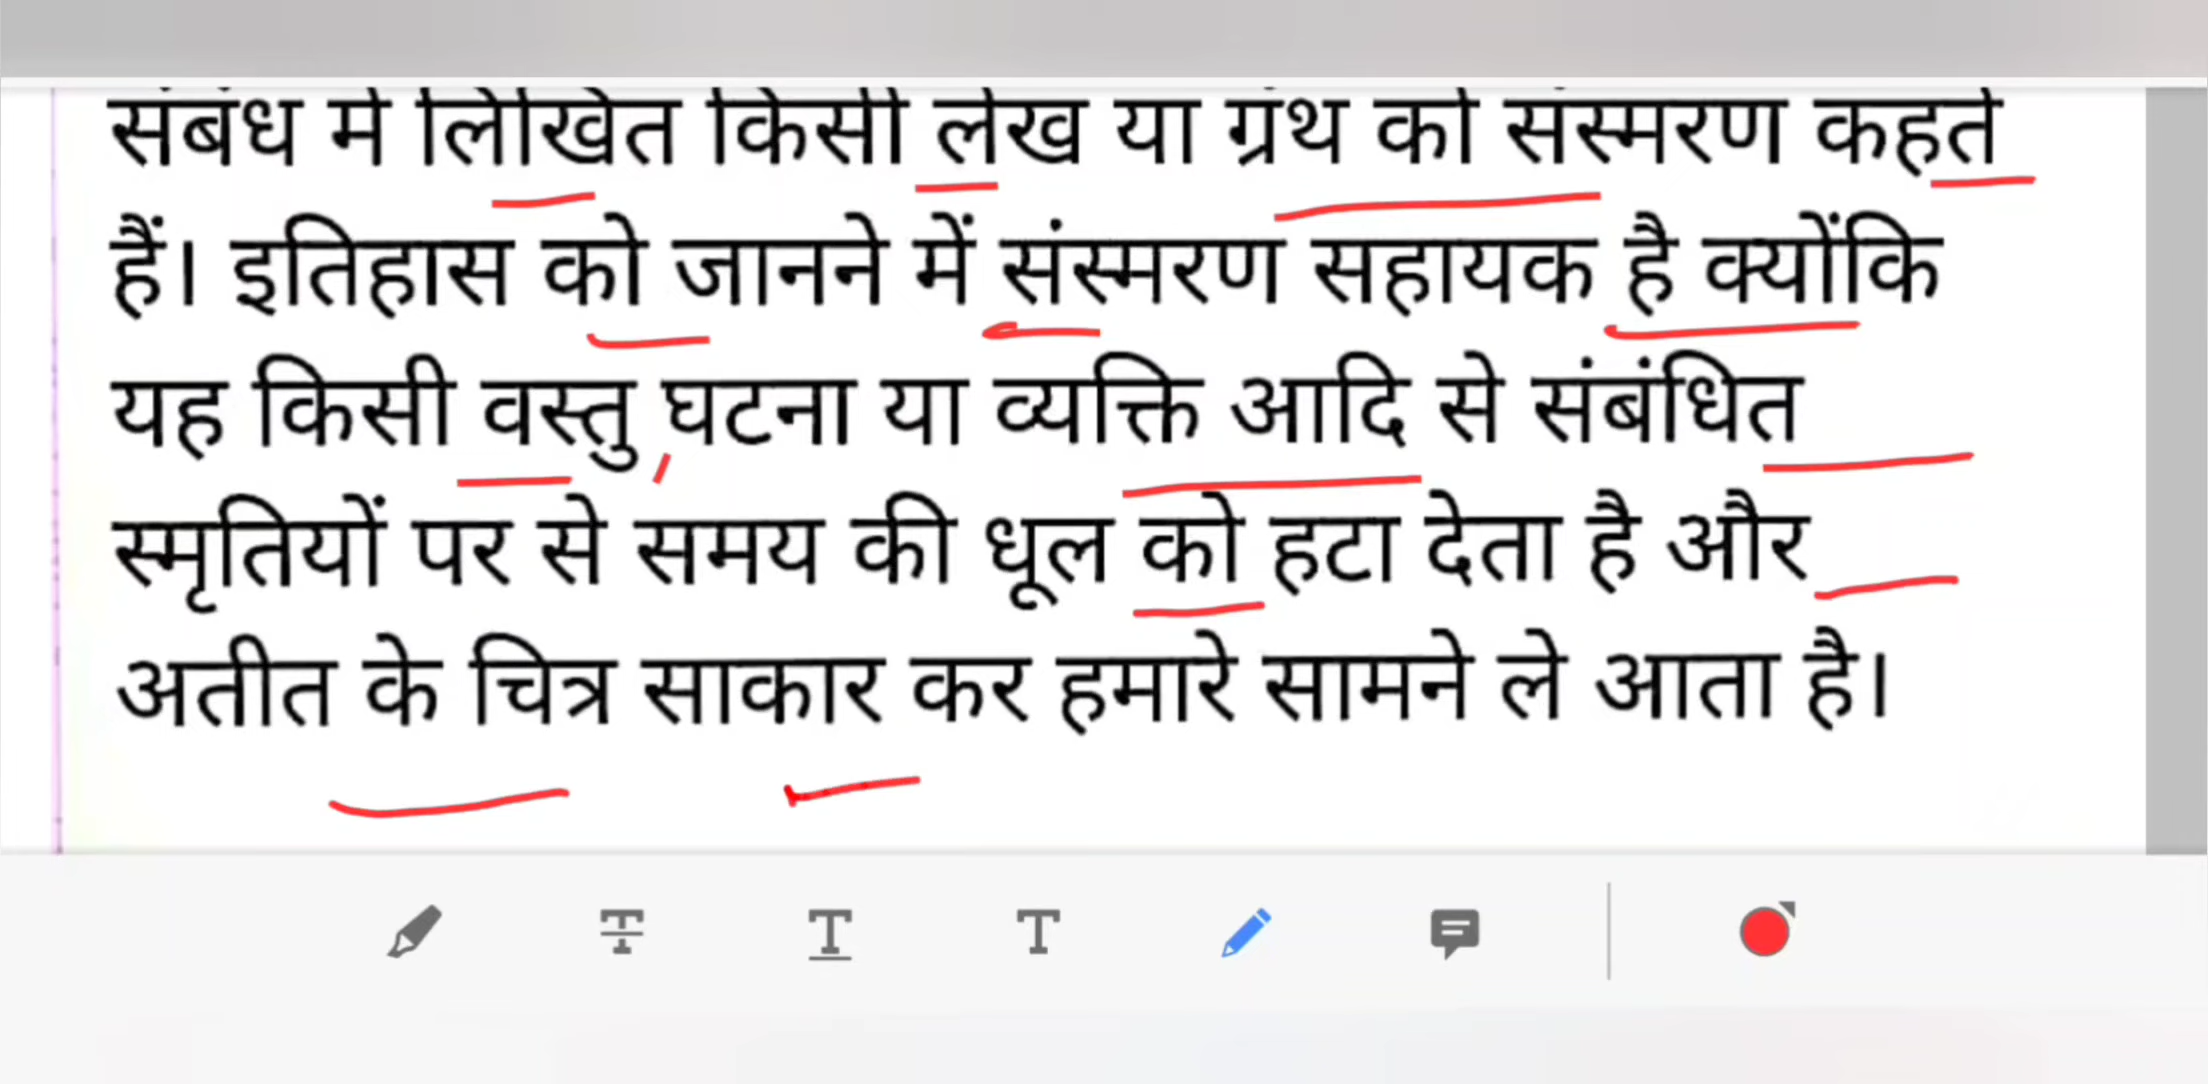 संबंध में लिखित किसी लेख या ग्रंथ को संस्मरण कहते
हैं। इतिहास को जानने में संस्मरण सहायक है क्योंकि
यह किसी वस्तु, घटना या व्यक्ति आदि से संबंधित
स्मृतियों पर से समय की धूल को हटा देता है और
अतीत के चित्र साकार कर हमारे सामने ले आता है।